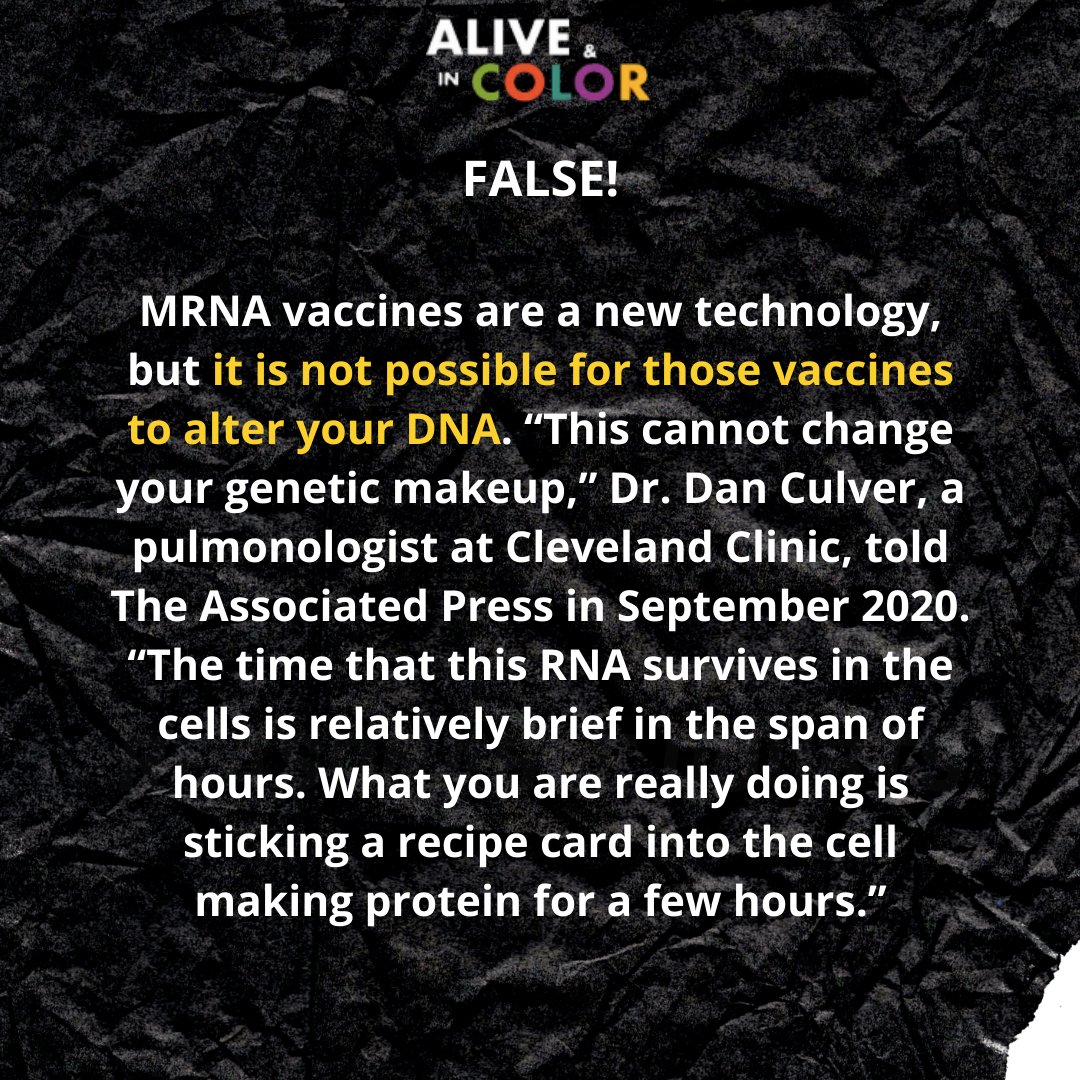 ALIVE &
IN COLOR
FALSE!
MRNA vaccines are a new technology,
but it is not possible for those vaccines
to alter your DNA. “This cannot change
your genetic makeup,” Dr. Dan Culver, a
pulmonologist at Cleveland Clinic, told
The Associated Press in September 2020.
“The time that this RNA survives in the
cells is relatively brief in the span of
hours. What you are really doing is
sticking a recipe card into the cell
making protein for a few hours.”